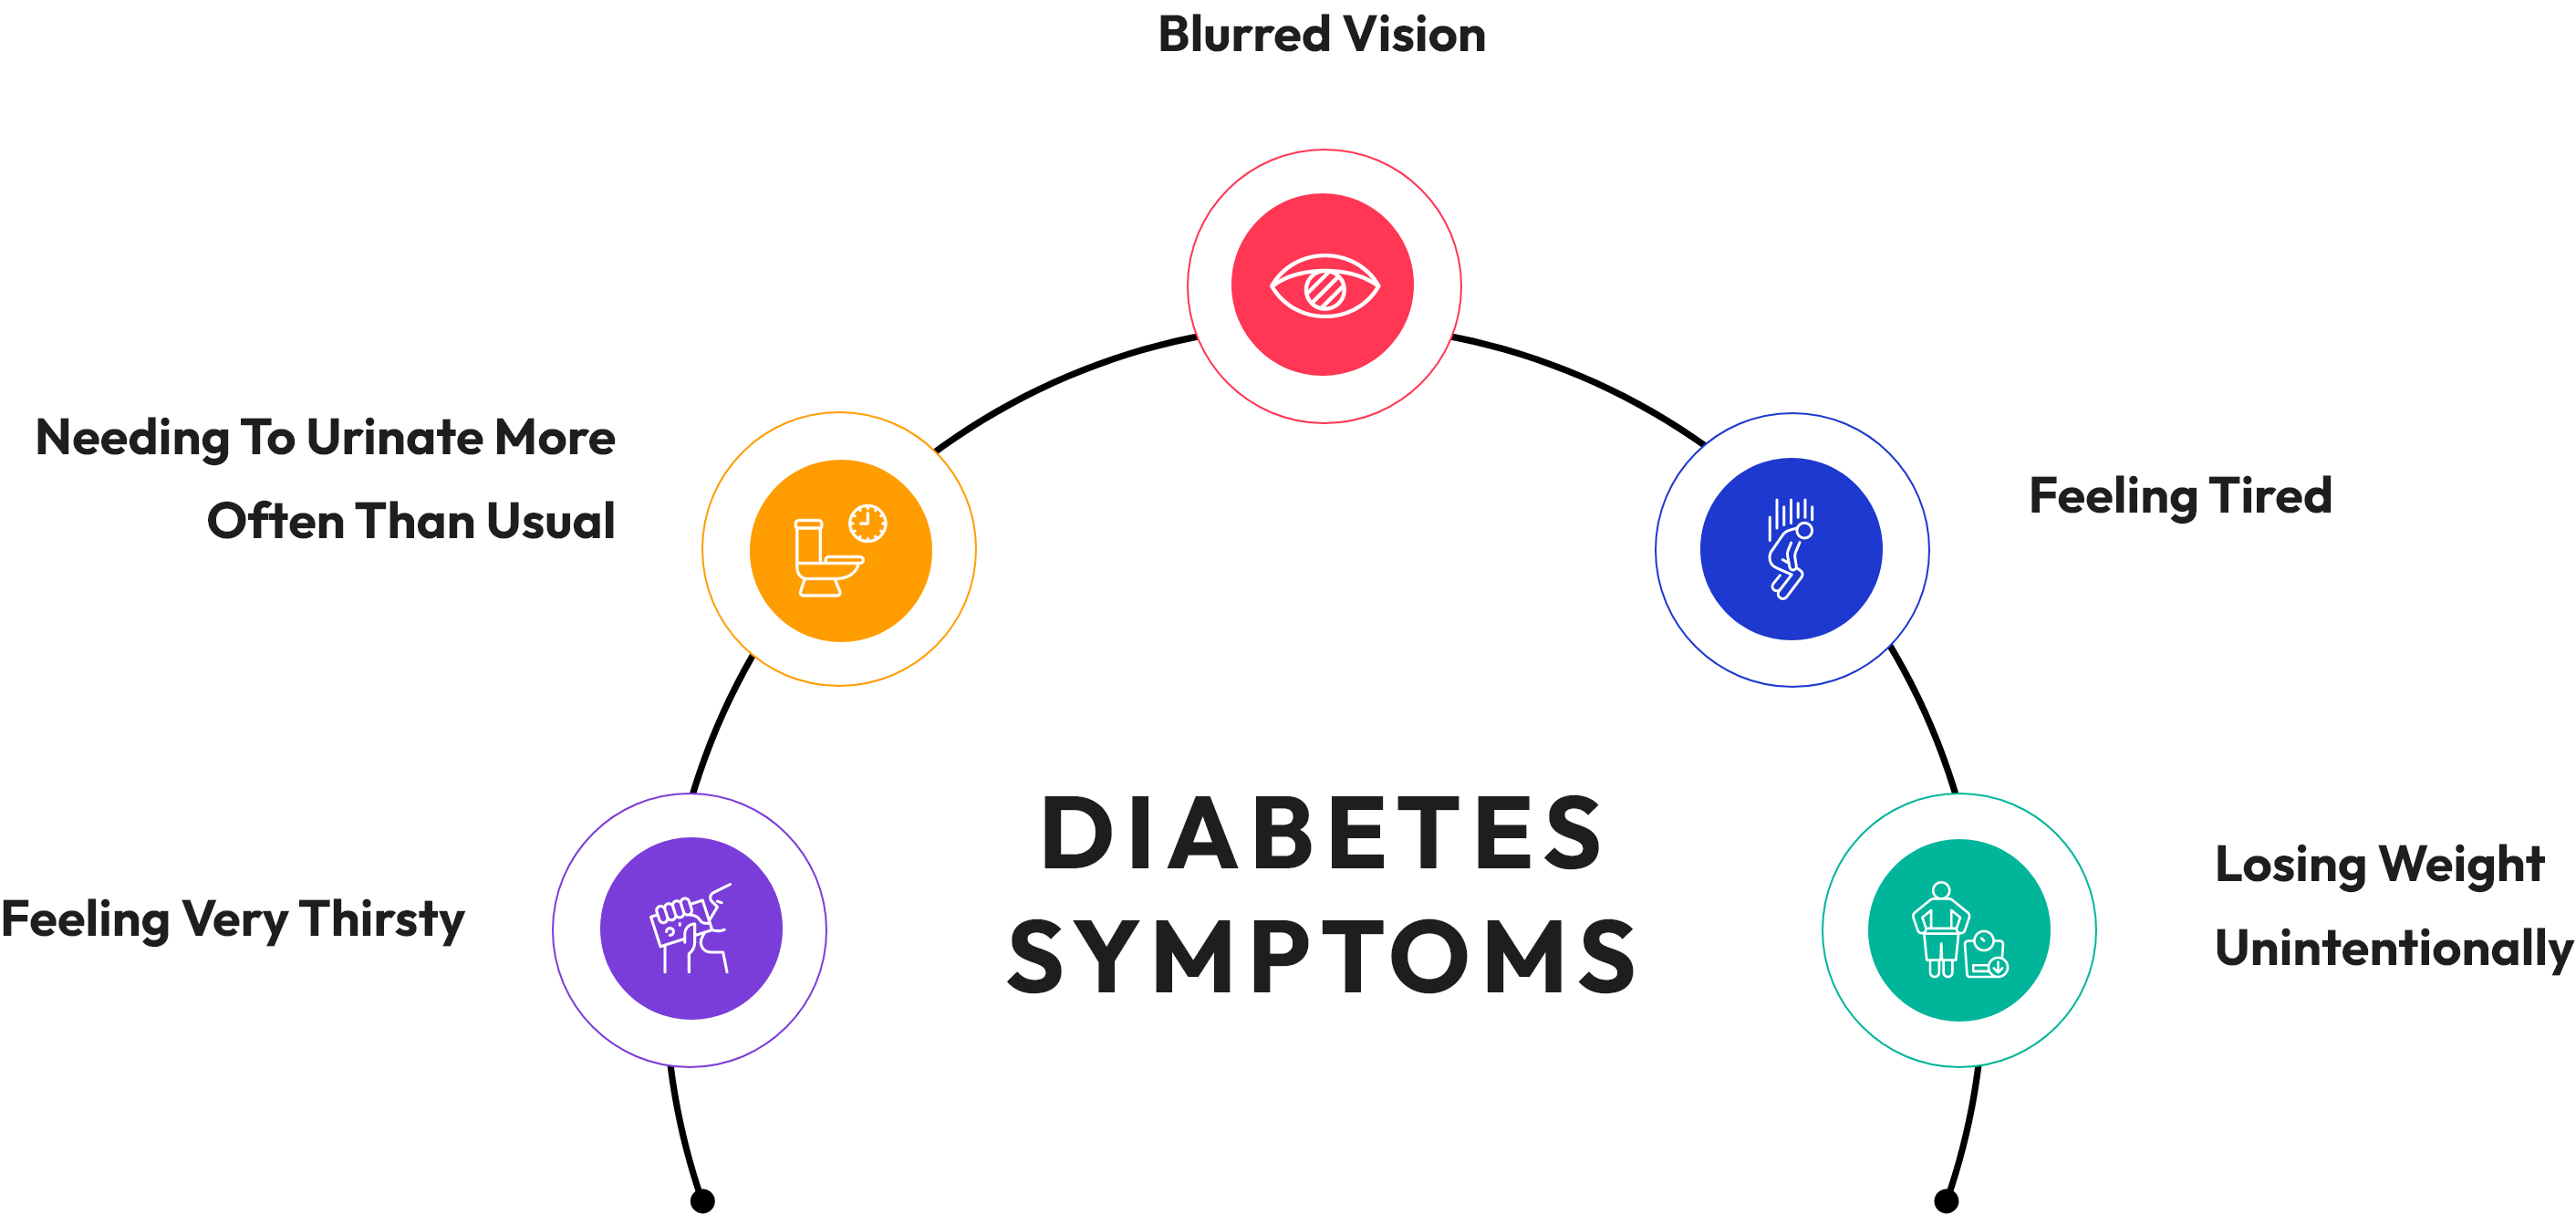 Blurred Vision
Needing To Urinate More
Often Than Usual
Feeling Tired
Feeling Very Thirsty
DIABETES
SYMPTOMS
Losing Weight
Unintentionally